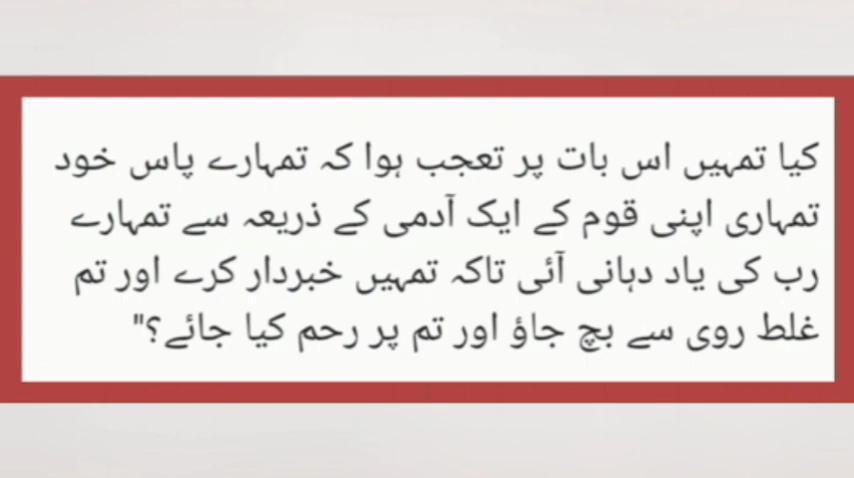 کیا تمہیں اس بات پر تعجب ہوا کہ تمہارے پاس خود
تمہاری اپنی قوم کے ایک آدمی کے ذریعہ سے تمہارے
رب کی یاد دہانی آئی تاکہ تمہیں خبردار کرے اور تم
غلط روی سے بچ جاؤ اور تم پر رحم کیا جائے؟"